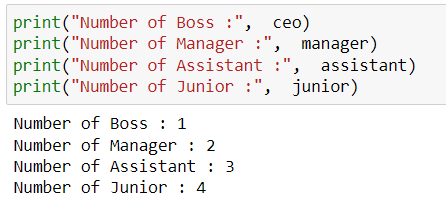 print("Number of Boss :",  ceo)
print("Number of Manager :",  manager)
print("Number of Assistant :",  assistant)
print("Number of Junior :",  junior)
Number of Boss : 1
Number of Manager : 2
Number of Assistant : 3
Number of Junior : 4